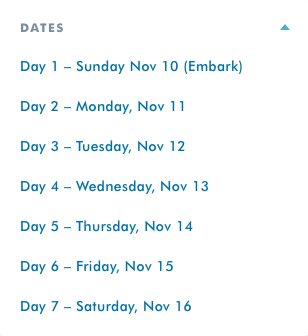 DATES
Day 1 – Sunday Nov 10 (Embark)
Day 2 – Monday, Nov 11
Day 3 – Tuesday, Nov 12
Day 4 – Wednesday, Nov 13
Day 5 – Thursday, Nov 14
Day 6 – Friday, Nov 15
Day 7 – Saturday, Nov 16